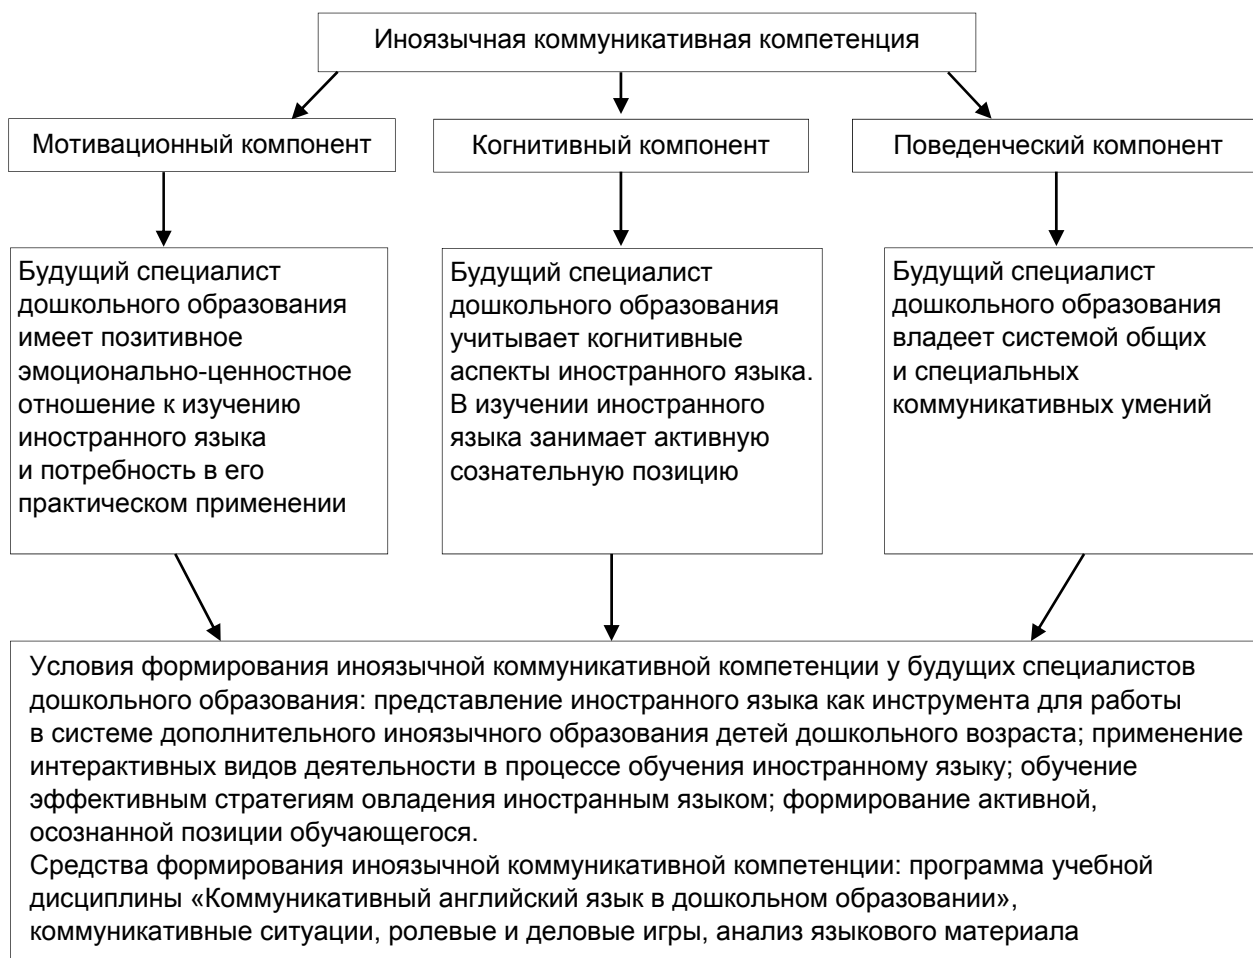 Иноязычная коммуникативная компетенция
Мотивационный компонент
Когнитивный компонент
Поведенческий компонент
Будущий специалист
дошкольного образования
имеет позитивное
эмоционально-ценностное
отношение к изучению
иностранного языка
и потребность в его
практическом применении
Будущий специалист
дошкольного образования
учитывает когнитивные
аспекты иностранного языка.
В изучении иностранного
языка занимает активную
сознательную позицию
Будущий специалист
дошкольного образования
владеет системой общих
и специальных
коммуникативных умений
Условия формирования иноязычной коммуникативной компетенции у будущих специалистов
дошкольного образования: представление иностранного языка как инструмента для работы
в системе дополнительного иноязычного образования детей дошкольного возраста; применение
интерактивных видов деятельности в процессе обучения иностранному языку; обучение
эффективным стратегиям овладения иностранным языком; формирование активной,
осознанной позиции обучающегося.
Средства формирования иноязычной коммуникативной компетенции: программа учебной
дисциплины «Коммуникативный английский язык в дошкольном образовании»,
коммуникативные ситуации, ролевые и деловые игры, анализ языкового материала